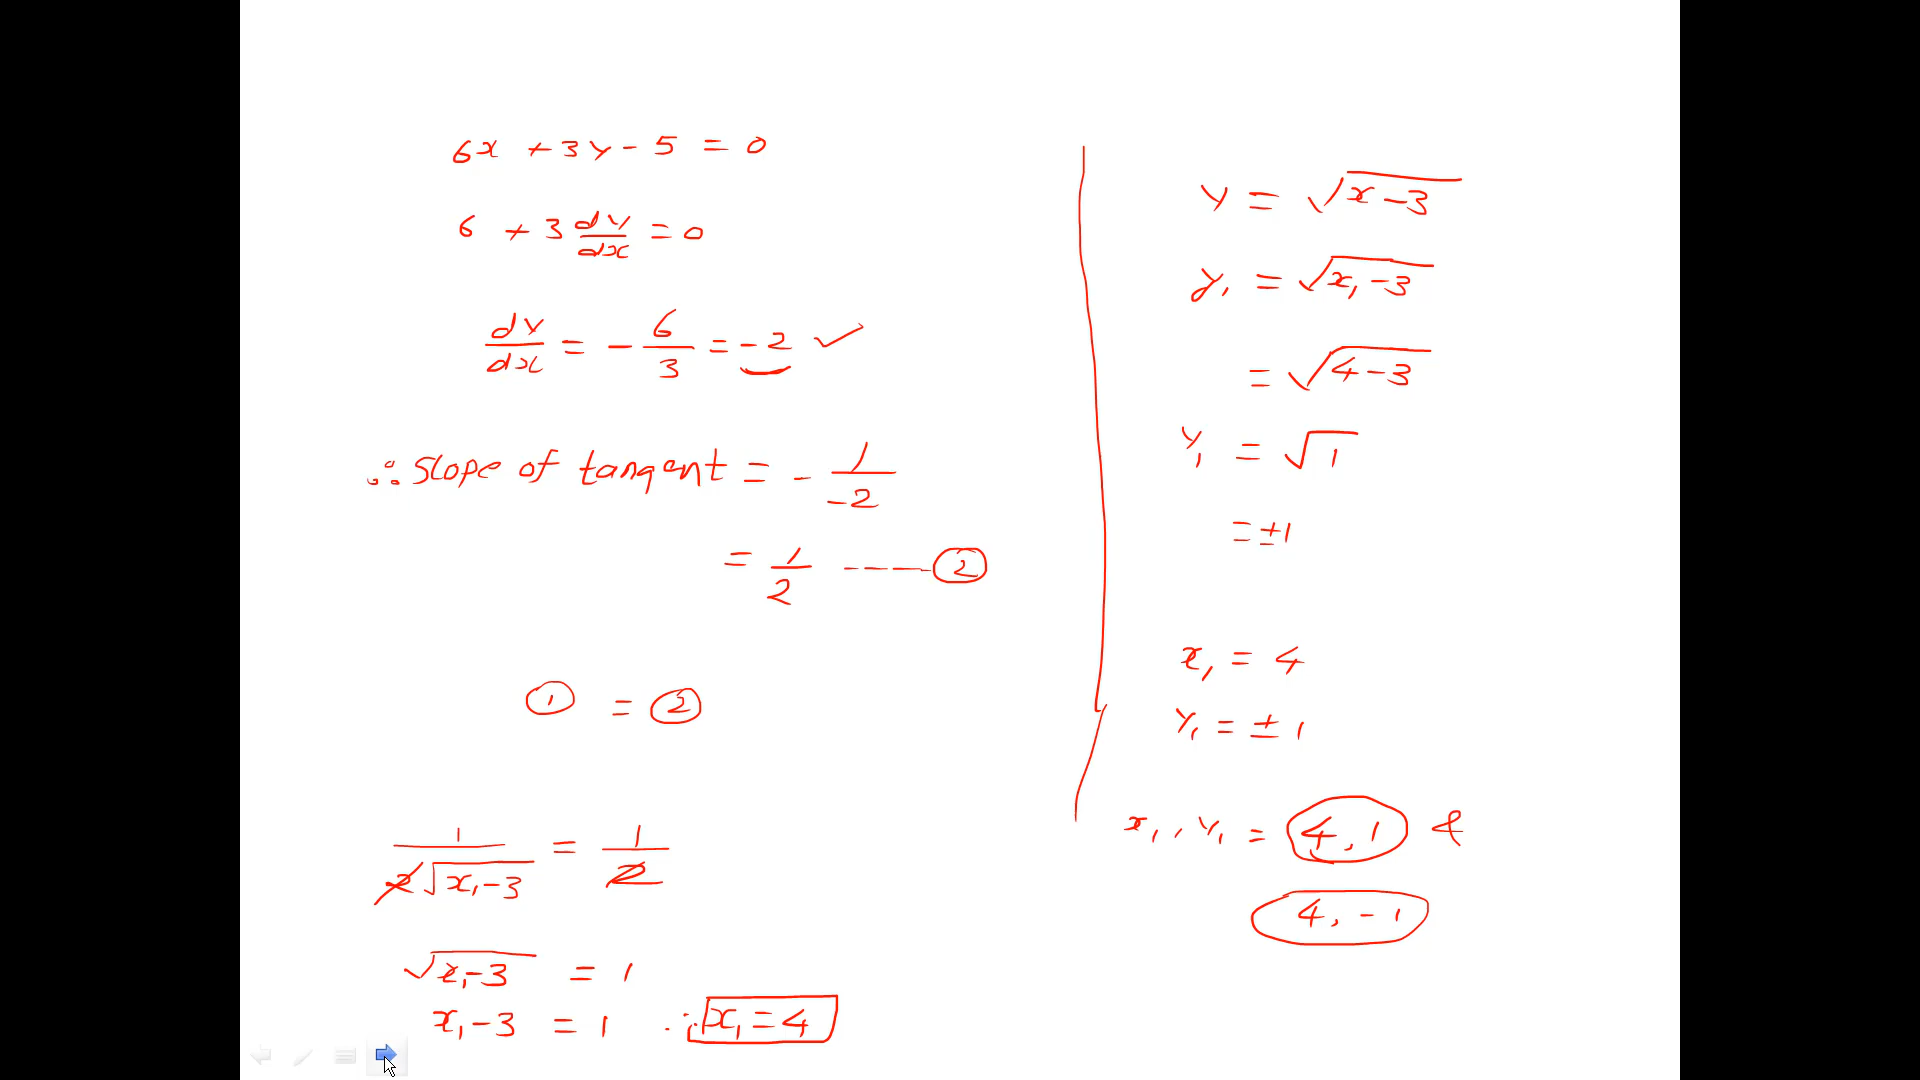 6x + 3y - 5 = 0
6 + 3 dy/dx = 0
dy/dx = - 6/3 = -2 ✓
∴ Slope of tangent = - 1/-2
= 1/2 ----- ②
① = ②
1/(2√(x₁-3)) = 1/2
√(x₁-3) = 1
x₁-3 = 1 ∴ x₁ = 4
y = √(x-3)
y₁ = √(x₁-3)
= √(4-3)
y₁ = √1
= ±1
x₁ = 4
y₁ = ± 1
x₁, y₁ = 4, 1 &
4, -1